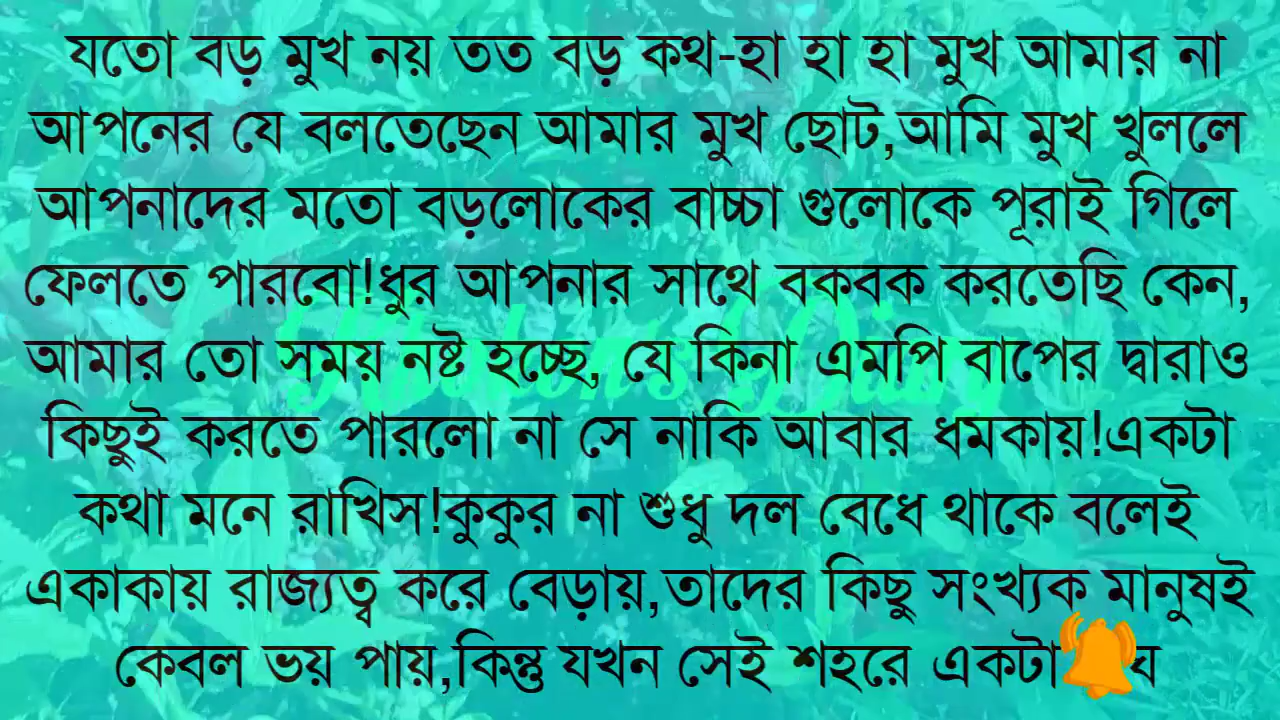 যতো বড় মুখ নয় তত বড় কথ-হা হা হা মুখ আমার না
আপনের যে বলতেছেন আমার মুখ ছোট,আমি মুখ খুললে
আপনাদের মতো বড়লোকের বাচ্চা গুলোকে পূরাই গিলে
ফেলতে পারবো!ধুর আপনার সাথে বকবক করতেছি কেন,
আমার তো সময় নষ্ট হচ্ছে, যে কিনা এমপি বাপের দ্বারাও
কিছুই করতে পারলো না সে নাকি আবার ধমকায়!একটা
কথা মনে রাখিস!কুকুর না শুধু দল বেধে থাকে বলেই
একাকায় রাজ্যত্ব করে বেড়ায়,তাদের কিছু সংখ্যক মানুষই
কেবল ভয় পায়,কিন্তু যখন সেই শহরে একটা